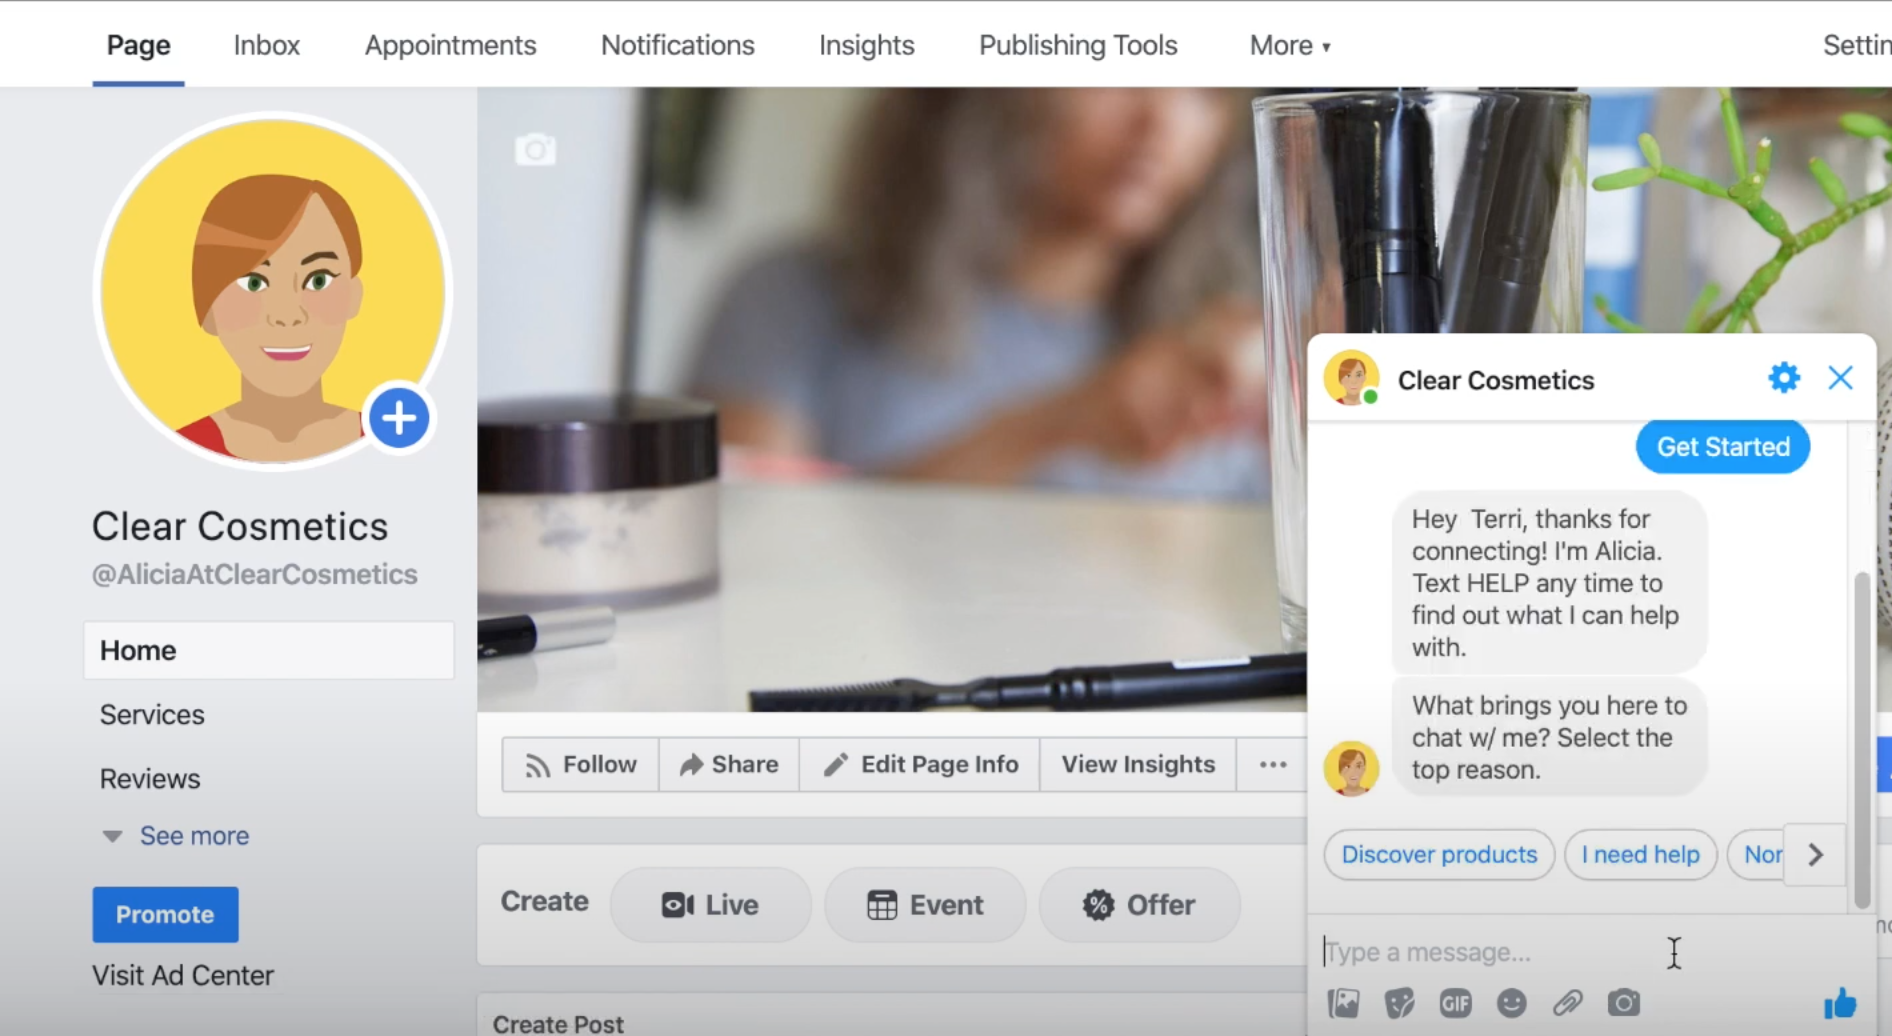 Page
Inbox
Appointments
Notifications
Insights
Publishing Tools
More
Clear Cosmetics
@AliciaAtClearCosmetics
Home
Services
Reviews
See more
Promote
Visit Ad Center
Follow
Share
Edit Page Info
View Insights
Create
Live
Event
Offer
Create Post
Clear Cosmetics
Get Started
Hey Terri, thanks for
connecting! I'm Alicia.
Text HELP any time to
find out what I can help
with.
What brings you here to
chat w/ me? Select the
top reason.
Discover products
I need help
Type a message...
GIF